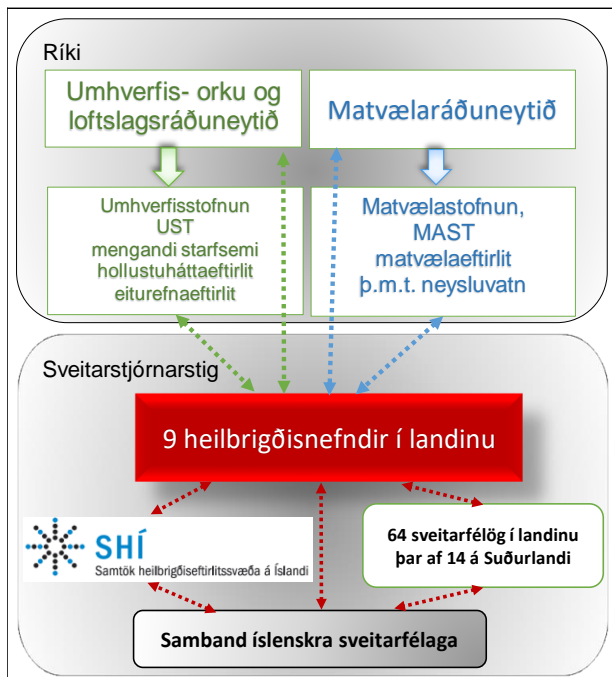 Ríki
Umhverfis- orku og
loftslagsráðuneytið
Matvælaráðuneytið
Umhverfisstofnun
UST
mengandi starfsemi
hollustuháttaeftirlit
eiturefnaeftirlit
Matvælastofnun,
MAST
matvælaeftirlit
þ.m.t. neysluvatn
Sveitarstjórnarstig
9 heilbrigðisnefndir í landinu
SHÍ
Samtök heilbrigðiseftirlitssvæða á Íslandi
64 sveitarfélög í landinu
þar af 14 á Suðurlandi
Samband íslenskra sveitarfélaga